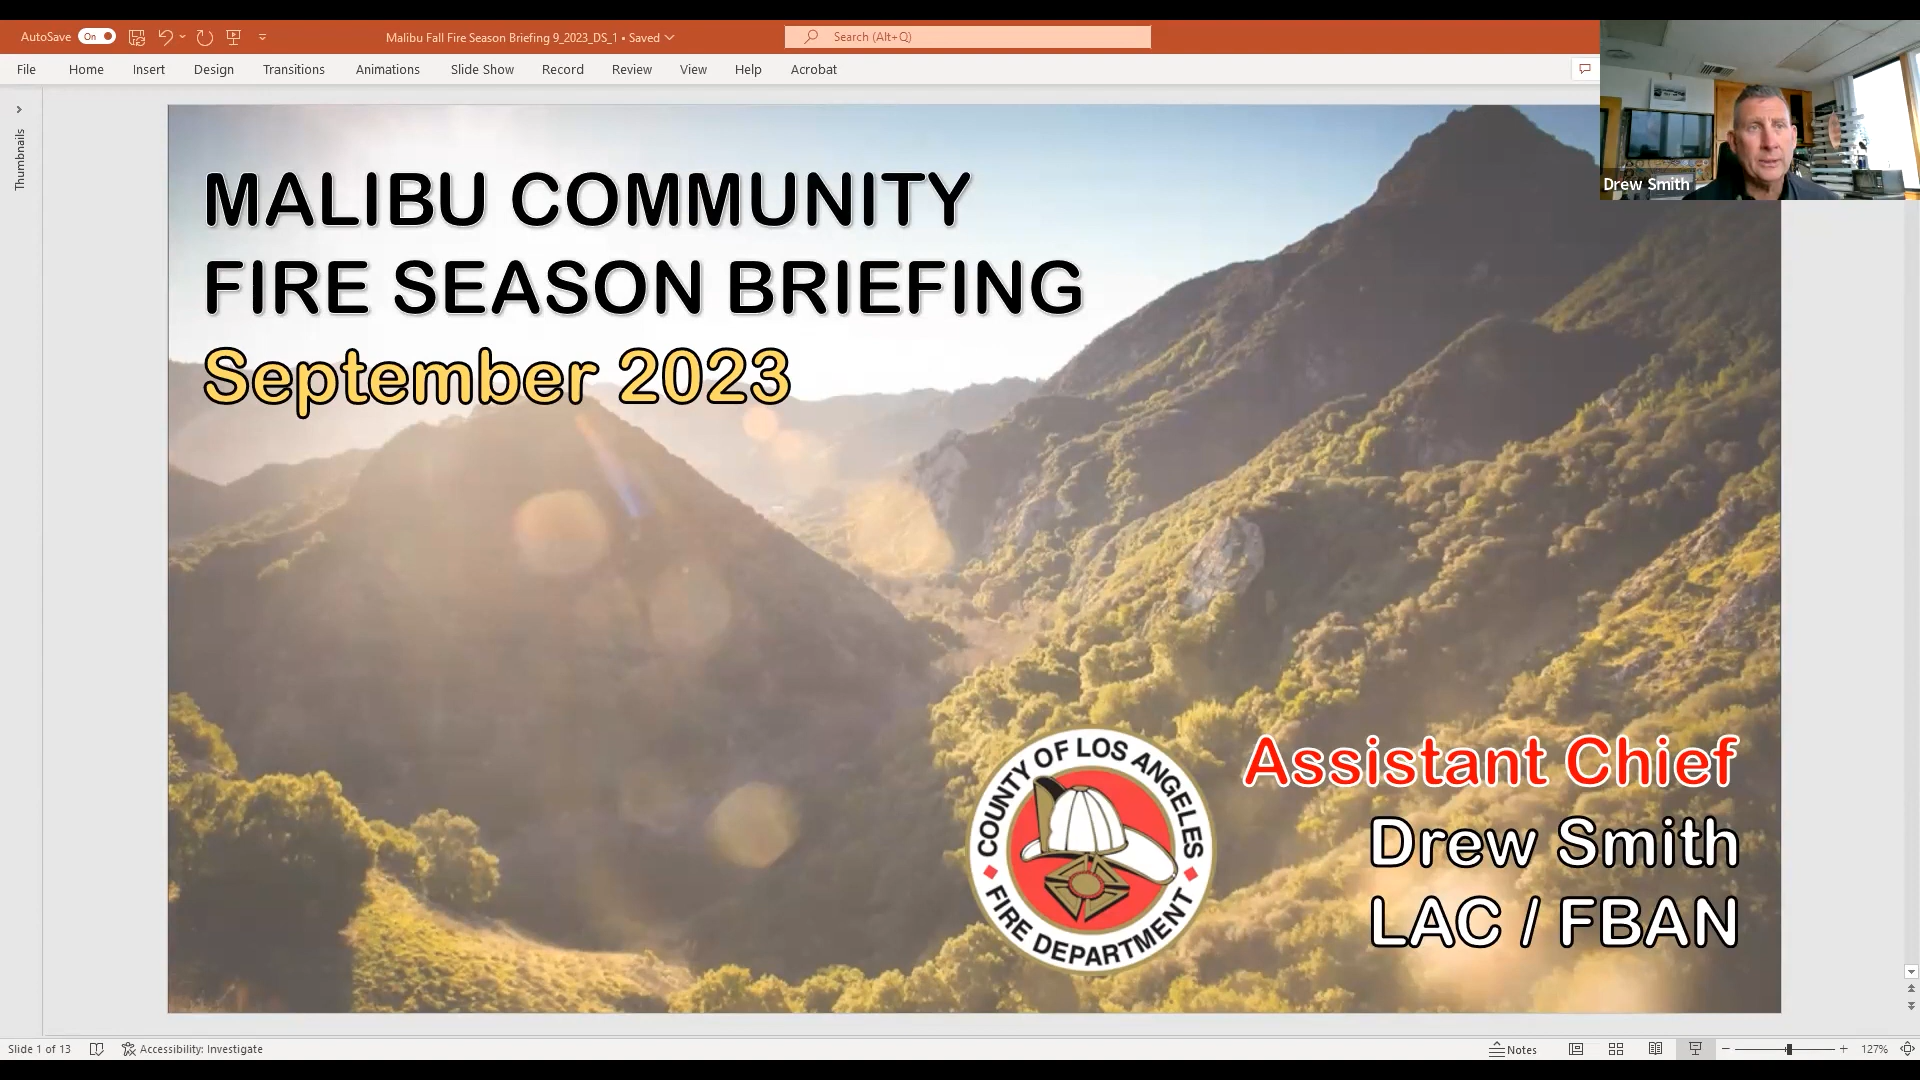 AutoSave On
Malibu Fall Fire Season Briefing 9_2023_DS_1 • Saved
Search (Alt+Q)
File Home Insert Design Transitions Animations Slide Show Record Review View Help Acrobat
Thumbnails
Drew Smith
MALIBU COMMUNITY
FIRE SEASON BRIEFING
September 2023
COUNTY OF LOS ANGELES
FIRE DEPARTMENT
Assistant Chief
Drew Smith
LAC / FBAN
Slide 1 of 13
Accessibility: Investigate
Notes
127%